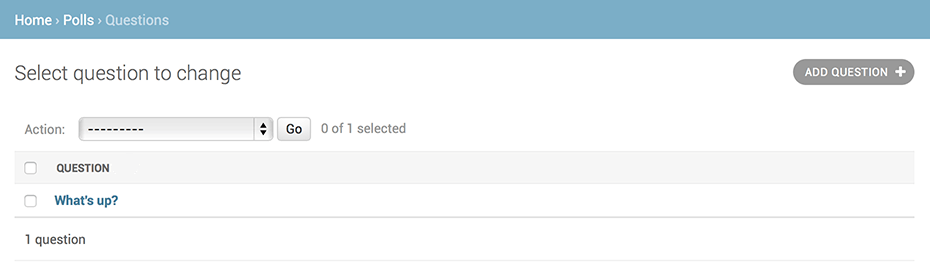 Home › Polls › Questions
Select question to change
ADD QUESTION +
Action: --------- Go 0 of 1 selected
QUESTION
What's up?
1 question